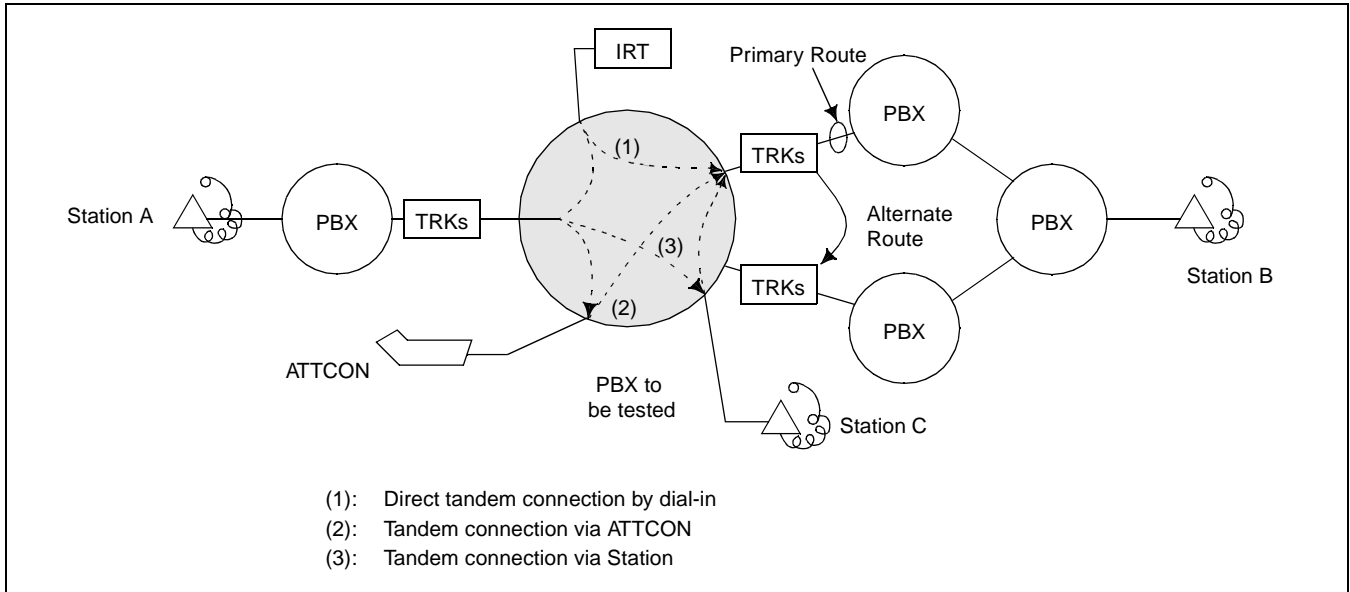 IRT
Primary Route
PBX
(1)
TRKs
Station A
PBX
TRKs
(3)
Alternate
Route
PBX
Station B
TRKs
(2)
PBX
ATTCON
PBX to
be tested
Station C
(1): Direct tandem connection by dial-in
(2): Tandem connection via ATTCON
(3): Tandem connection via Station